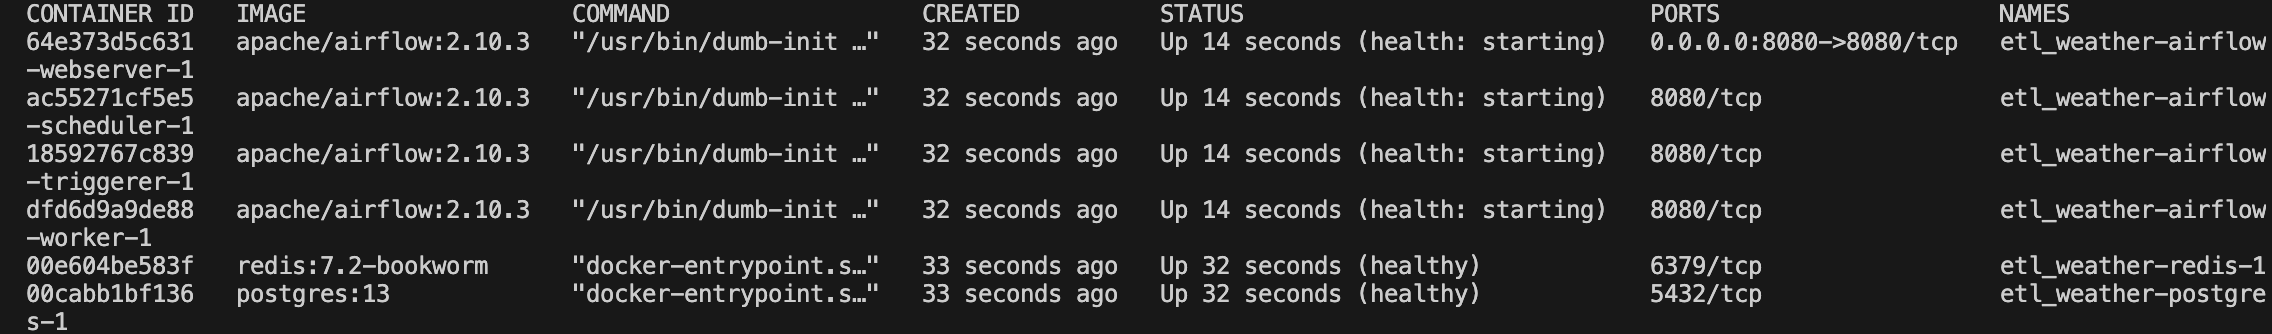 CONTAINER ID   IMAGE                   COMMAND                  CREATED          STATUS                             PORTS                    NAMES
64e373d5c631   apache/airflow:2.10.3   "/usr/bin/dumb-init …"   32 seconds ago   Up 14 seconds (health: starting)   0.0.0.0:8080->8080/tcp   etl_weather-airflow
-webserver-1
ac55271cf5e5   apache/airflow:2.10.3   "/usr/bin/dumb-init …"   32 seconds ago   Up 14 seconds (health: starting)   8080/tcp                 etl_weather-airflow
-scheduler-1
18592767c839   apache/airflow:2.10.3   "/usr/bin/dumb-init …"   32 seconds ago   Up 14 seconds (health: starting)   8080/tcp                 etl_weather-airflow
-triggerer-1
dfd6d9a9de88   apache/airflow:2.10.3   "/usr/bin/dumb-init …"   32 seconds ago   Up 14 seconds (health: starting)   8080/tcp                 etl_weather-airflow
-worker-1
00e604be583f   redis:7.2-bookworm      "docker-entrypoint.s…"   33 seconds ago   Up 32 seconds (healthy)            6379/tcp                 etl_weather-redis-1
00cabb1bf136   postgres:13             "docker-entrypoint.s…"   33 seconds ago   Up 32 seconds (healthy)            5432/tcp                 etl_weather-postgre
s-1